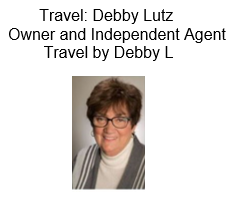 Travel: Debby Lutz
Owner and Independent Agent
Travel by Debby L